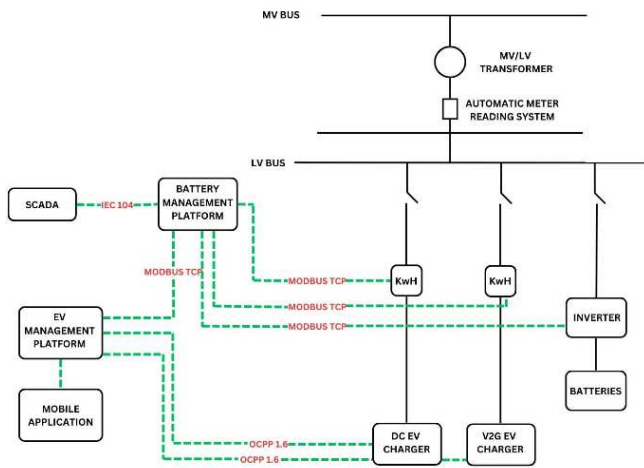 MV BUS
MV/LV
TRANSFORMER
AUTOMATIC METER
READING SYSTEM
LV BUS
SCADA
IEC 104
BATTERY
MANAGEMENT
PLATFORM
MODBUS TCP
MODBUS TCP
KwH
KwH
MODBUS TCP
MODBUS TCP
INVERTER
EV
MANAGEMENT
PLATFORM
BATTERIES
MOBILE
APPLICATION
OCPP 1.6
OCPP 1.6
DC EV
CHARGER
V2G EV
CHARGER